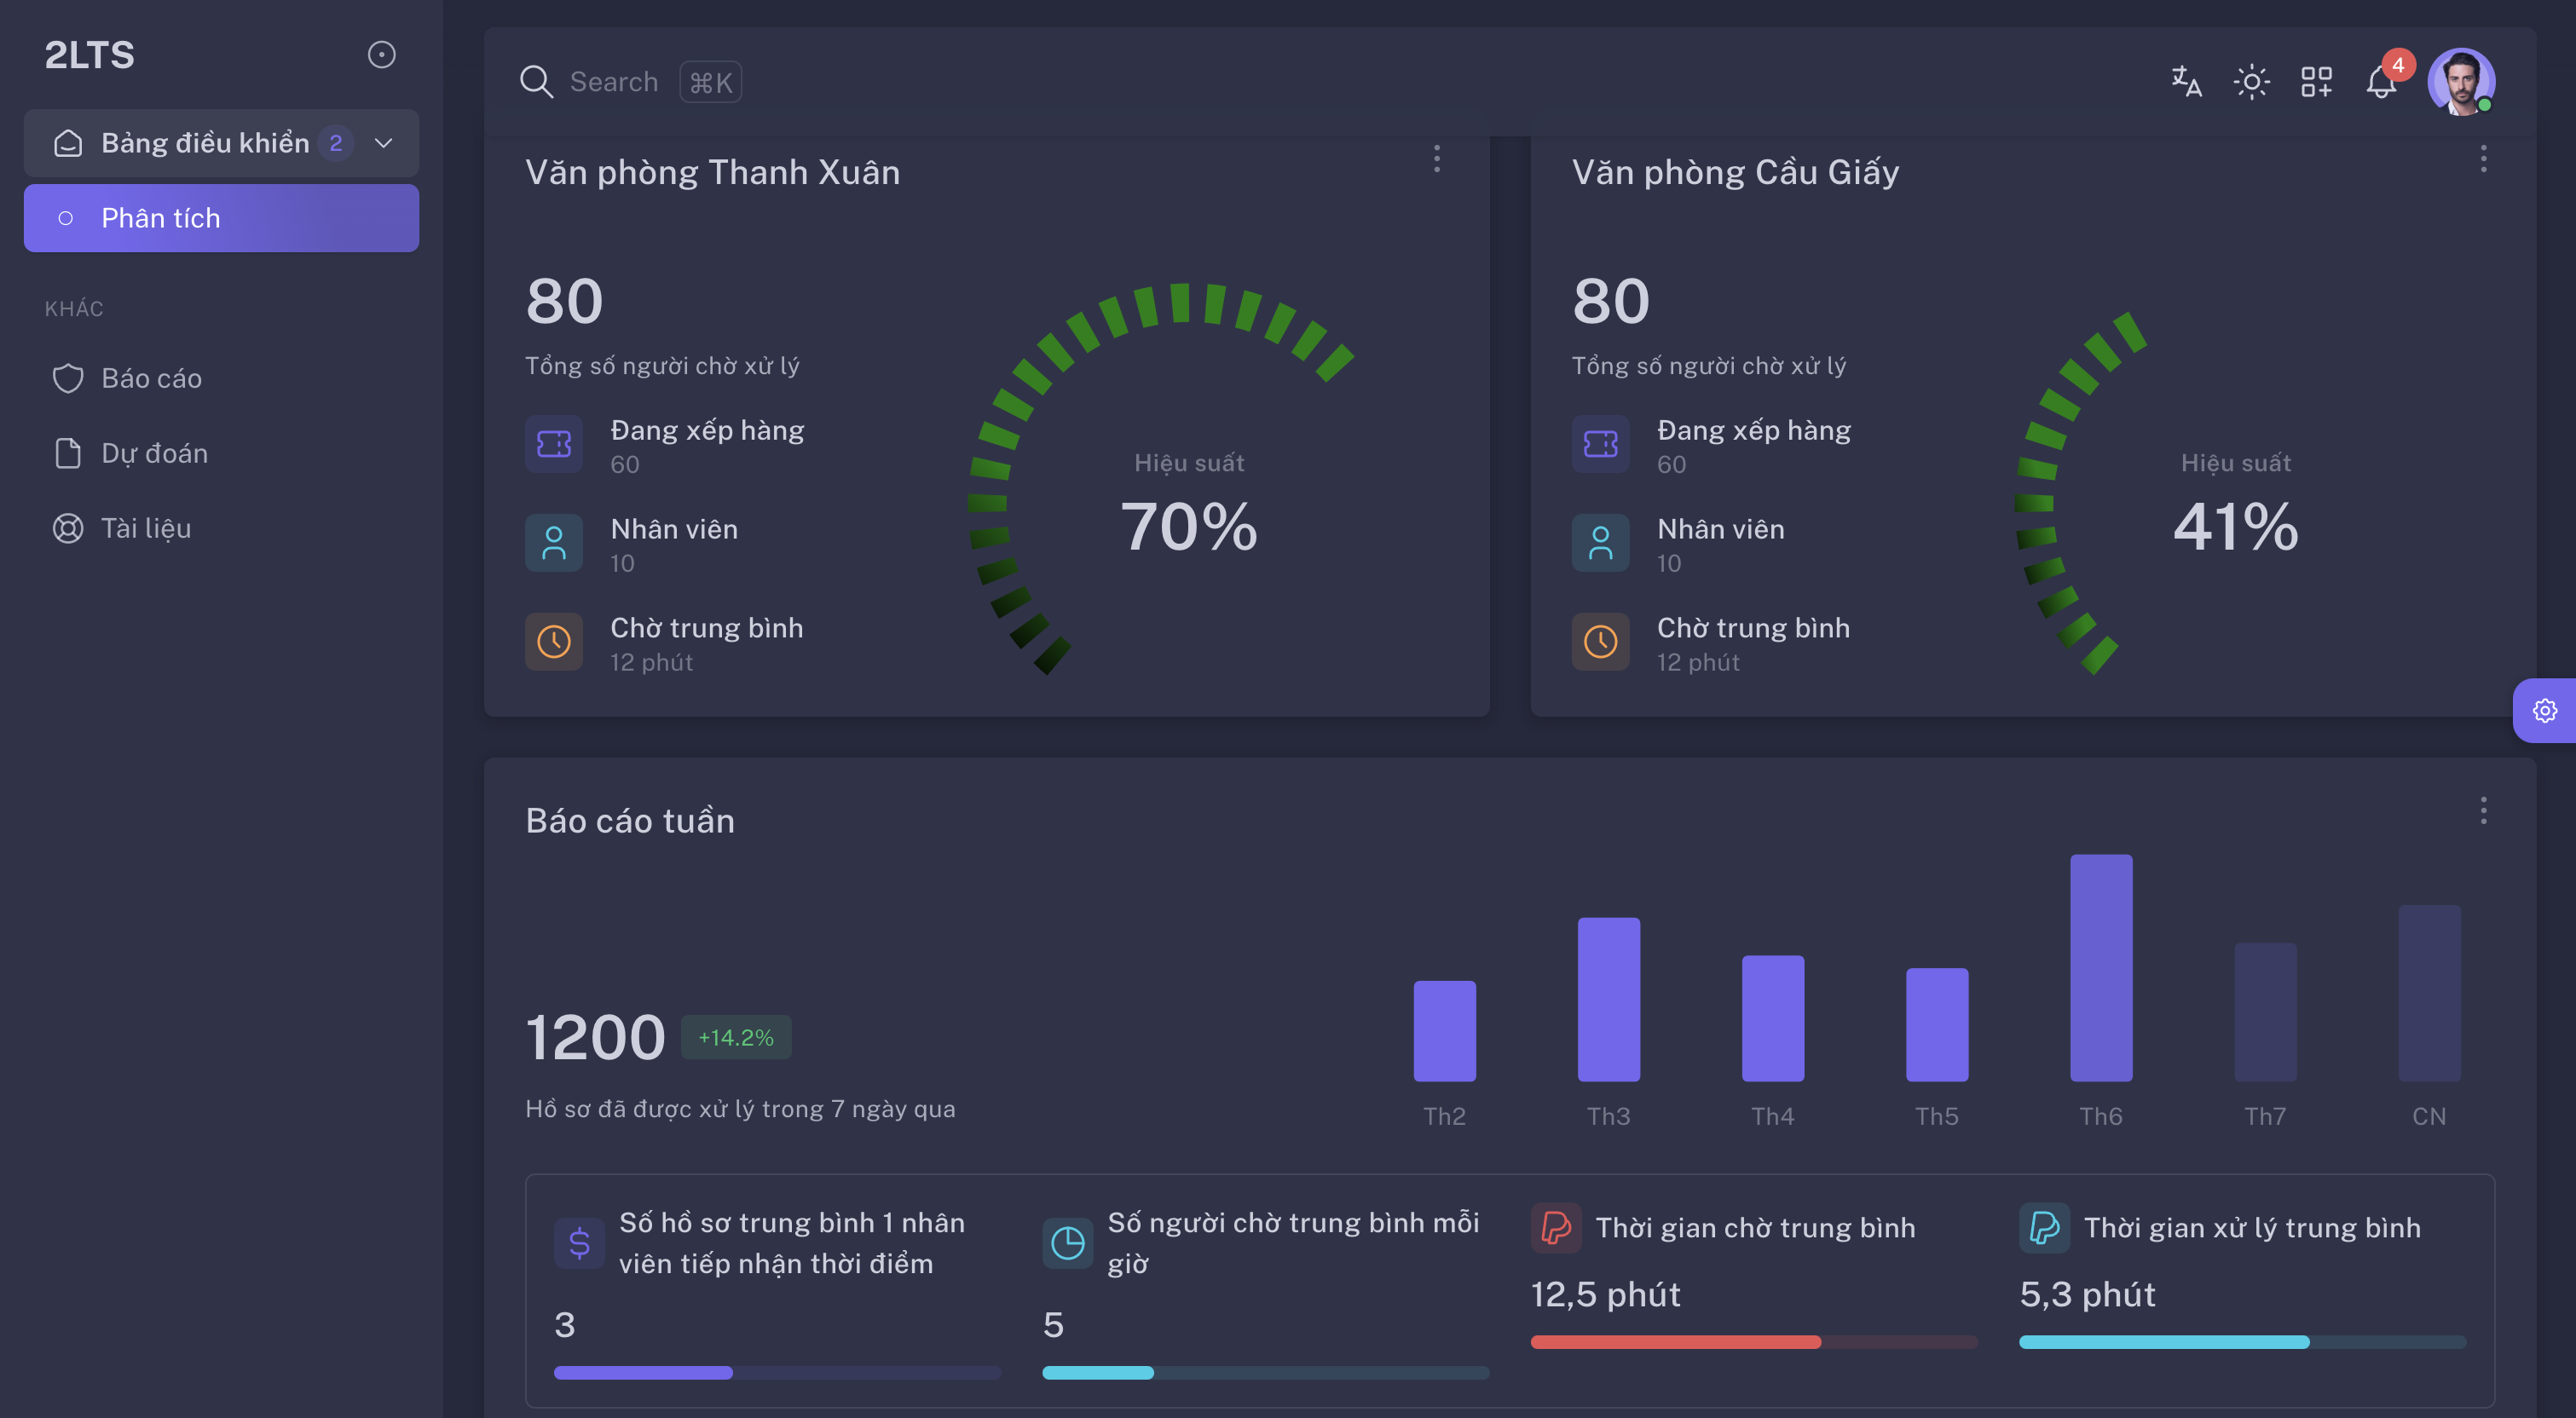 2LTS
Bảng điều khiển 2
Phân tích
KHÁC
Báo cáo
Dự đoán
Tài liệu
Search ⌘K
4
Văn phòng Thanh Xuân
80
Tổng số người chờ xử lý
Đang xếp hàng
60
Nhân viên
10
Chờ trung bình
12 phút
Hiệu suất
70%
Văn phòng Cầu Giấy
80
Tổng số người chờ xử lý
Đang xếp hàng
60
Nhân viên
10
Chờ trung bình
12 phút
Hiệu suất
41%
Báo cáo tuần
1200 +14.2%
Hồ sơ đã được xử lý trong 7 ngày qua
Th2 Th3 Th4 Th5 Th6 Th7 CN
Số hồ sơ trung bình 1 nhân
viên tiếp nhận thời điểm
3
Số người chờ trung bình mỗi
giờ
5
Thời gian chờ trung bình
12,5 phút
Thời gian xử lý trung bình
5,3 phút